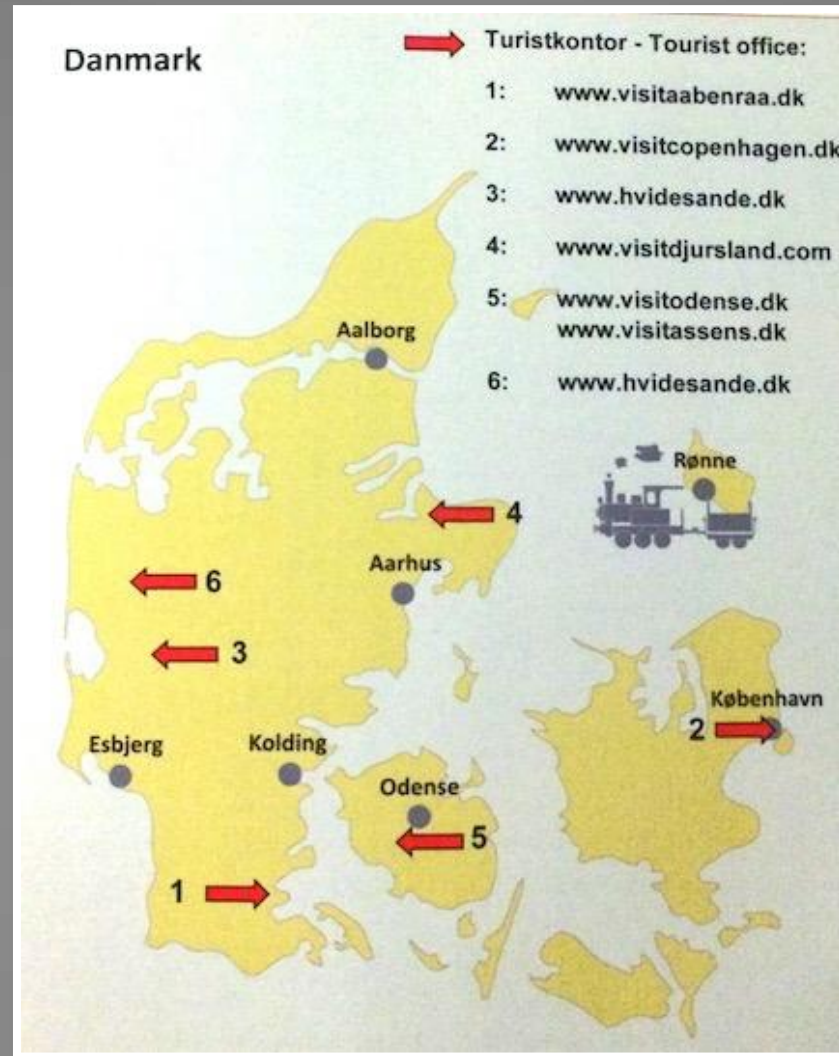 Danmark
Turistkontor - Tourist office:
1: www.visitaabenraa.dk
2: www.visitcopenhagen.dk
3: www.hvidesande.dk
4: www.visitdjursland.com
5: www.visitodense.dk
www.visitassens.dk
6: www.hvidesande.dk
Aalborg
Rønne
4
Aarhus
6
3
København
2
Esbjerg
Kolding
Odense
5
1